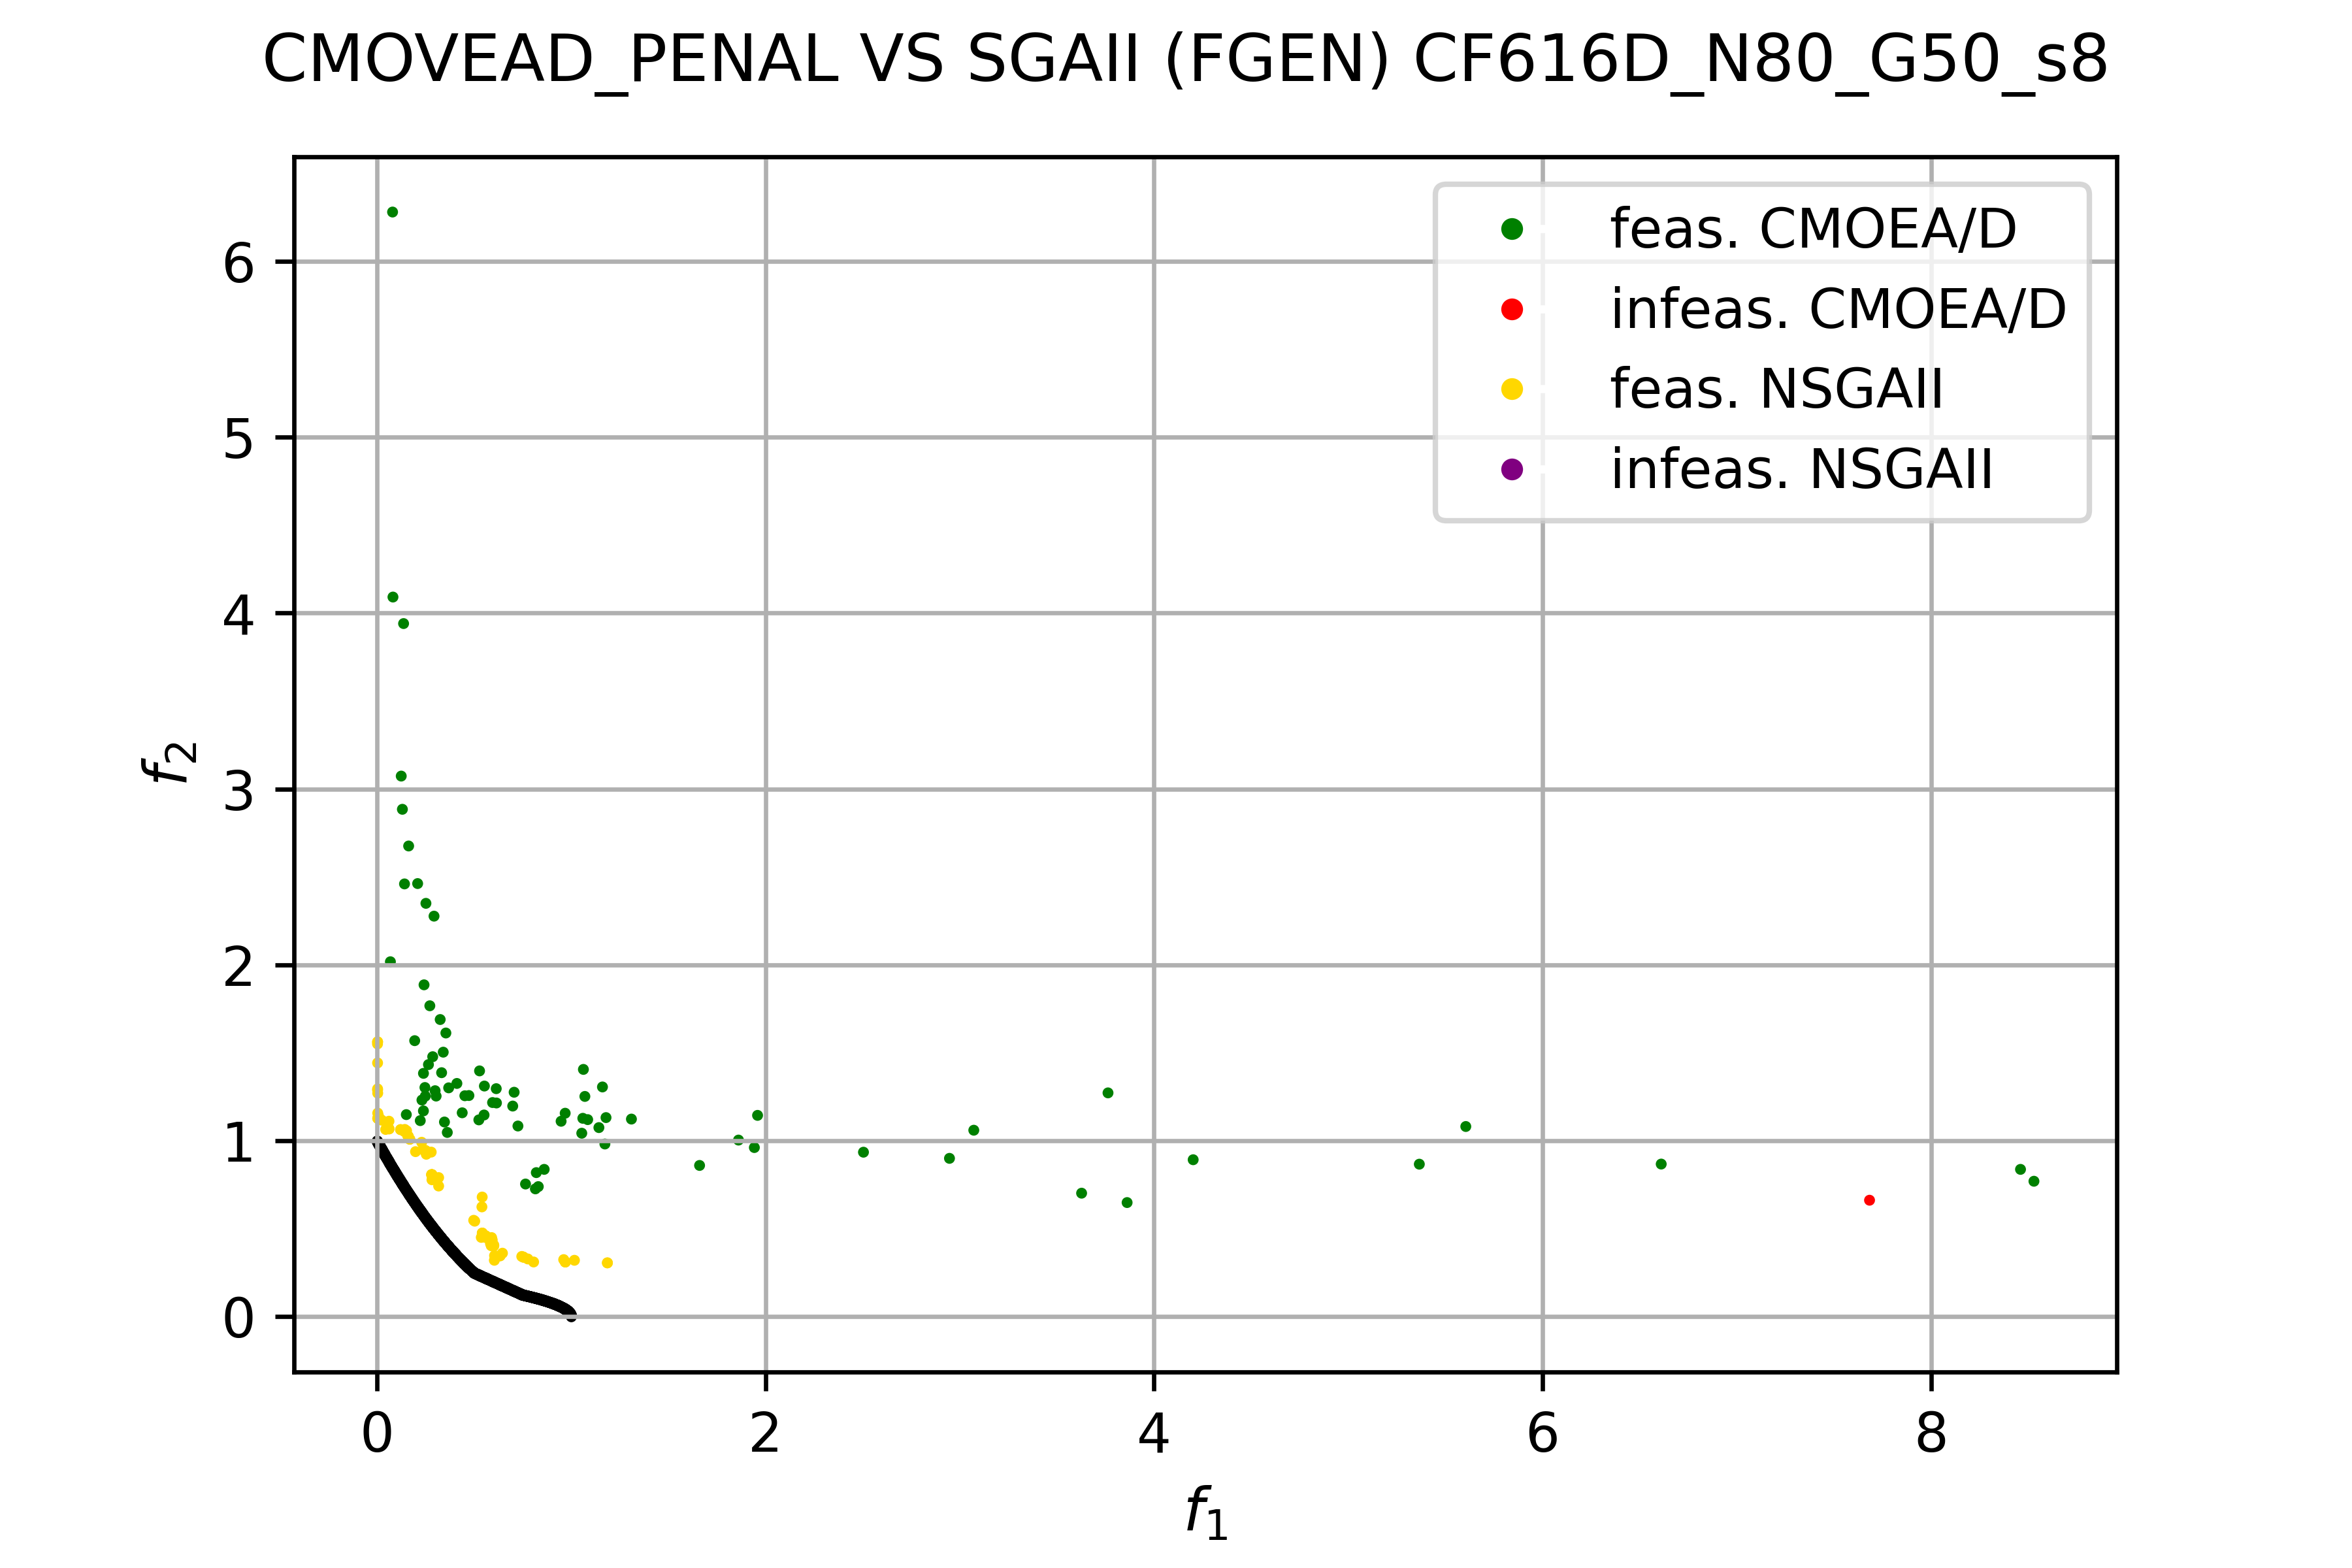 CMOVEAD_PENAL VS SGAII (FGEN) CF616D_N80_G50_s8
feas. CMOEA/D
infeas. CMOEA/D
feas. NSGAII
infeas. NSGAII
6
5
4
3
2
1
0
f2
0 2 4 6 8
f1